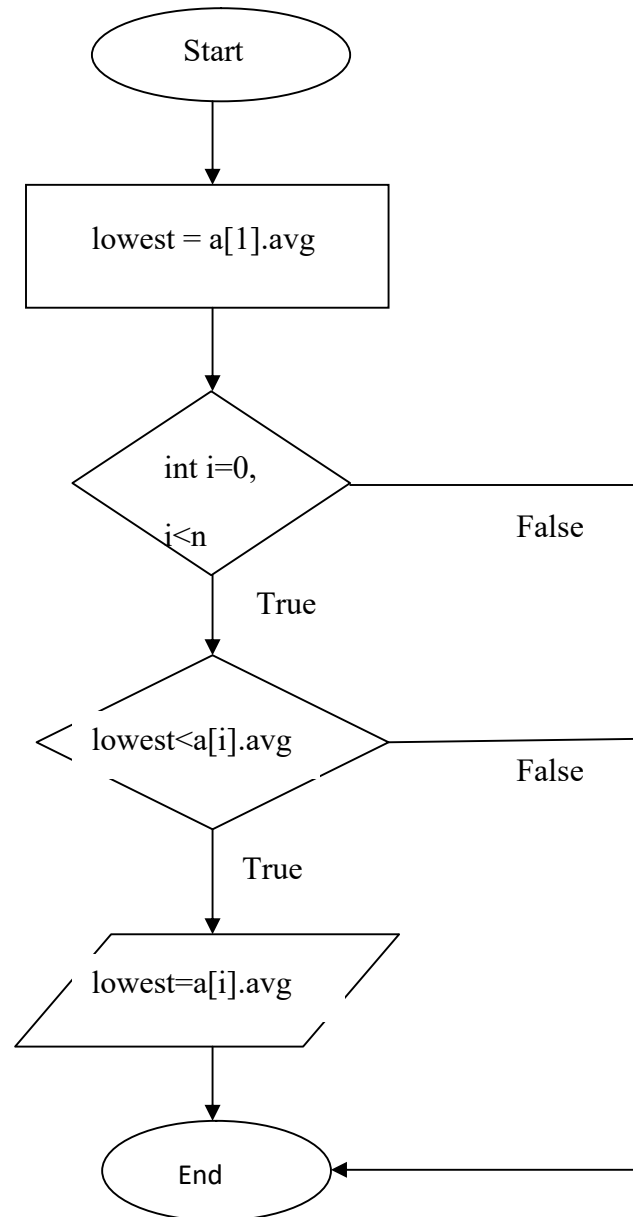 Start
lowest = a[1].avg
int i=0,
i<n
False
True
lowest<a[i].avg
False
True
lowest=a[i].avg
End